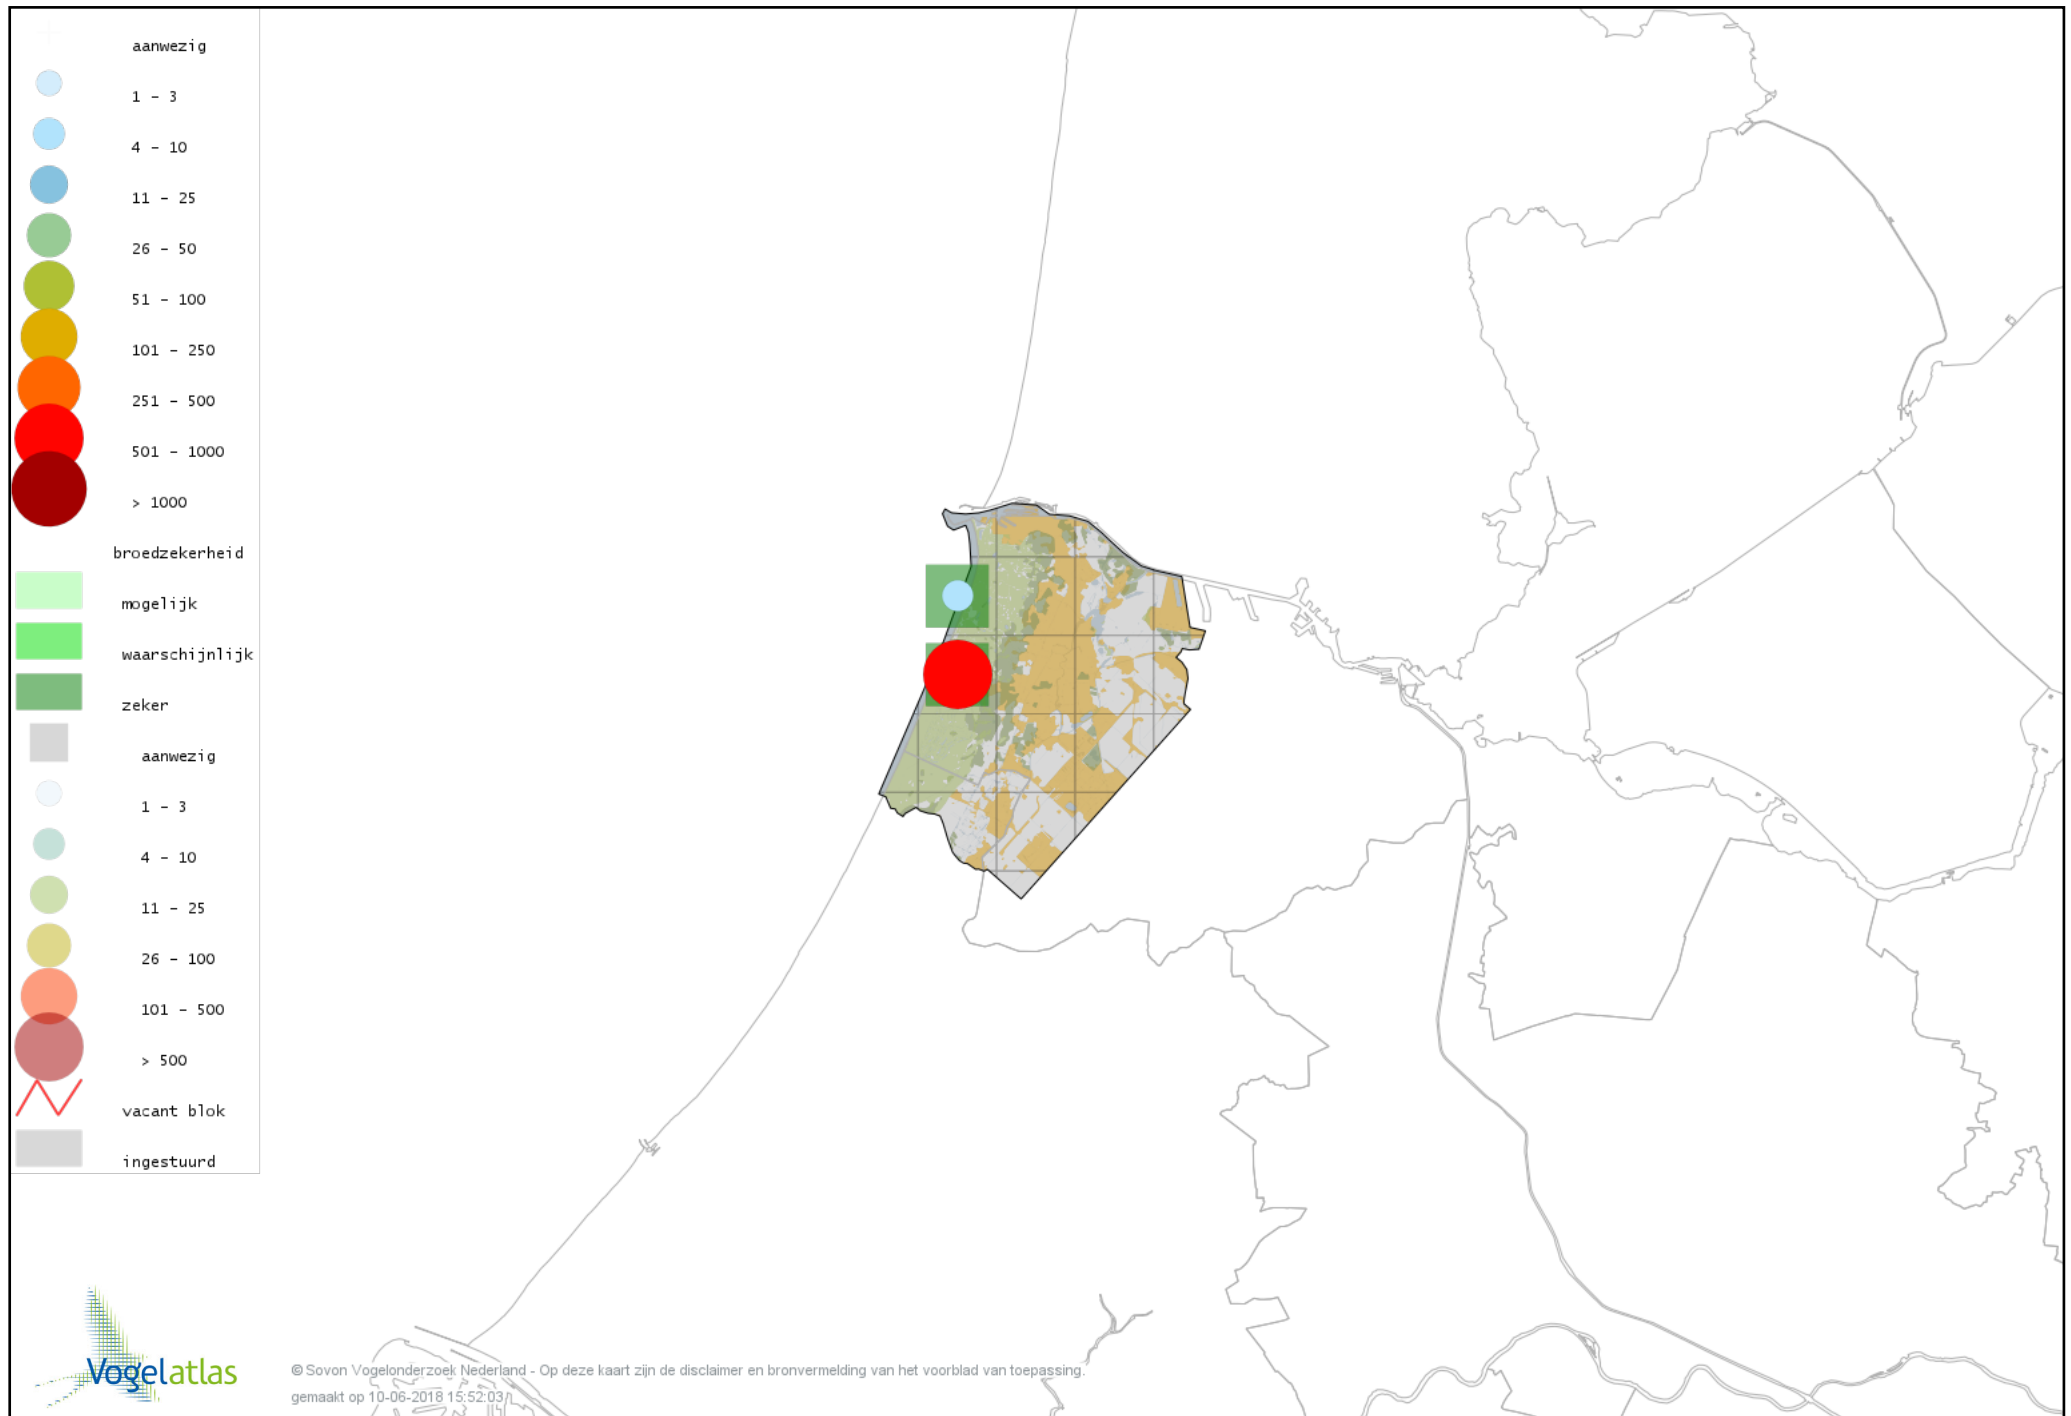 aanwezig
1 - 3
4 - 10
11 - 25
26 - 50
51 - 100
101 - 250
251 - 500
501 - 1000
> 1000
broedzekerheid
mogelijk
waarschijnlijk
zeker
aanwezig
1 - 3
4 - 10
11 - 25
26 - 100
101 - 500
> 500
vacant blok
ingestuurd
Vogelatlas
© Sovon Vogelonderzoek Nederland - Op deze kaart zijn de disclaimer en bronvermelding van het voorblad van toepassing.
gemaakt op 10-06-2018 15:52:03